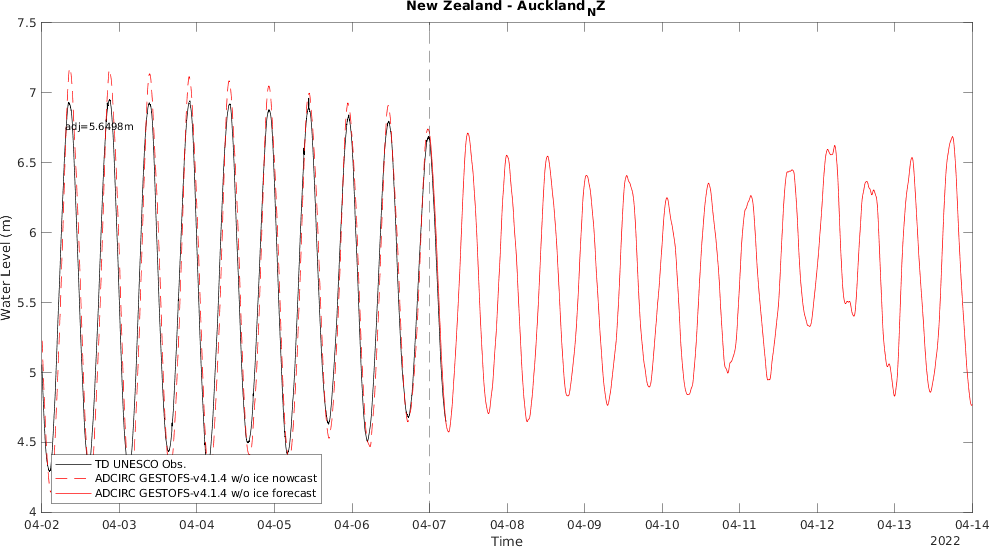 New Zealand - Auckland_NZ
7.5
7
6.5
6
5.5
5
4.5
4
Water Level (m)
adj=5.6498m
TD UNESCO Obs.
ADCIRC GESTOFS-v4.1.4 w/o ice nowcast
ADCIRC GESTOFS-v4.1.4 w/o ice forecast
04-02 04-03 04-04 04-05 04-06 04-07 04-08 04-09 04-10 04-11 04-12 04-13 04-14
Time
2022